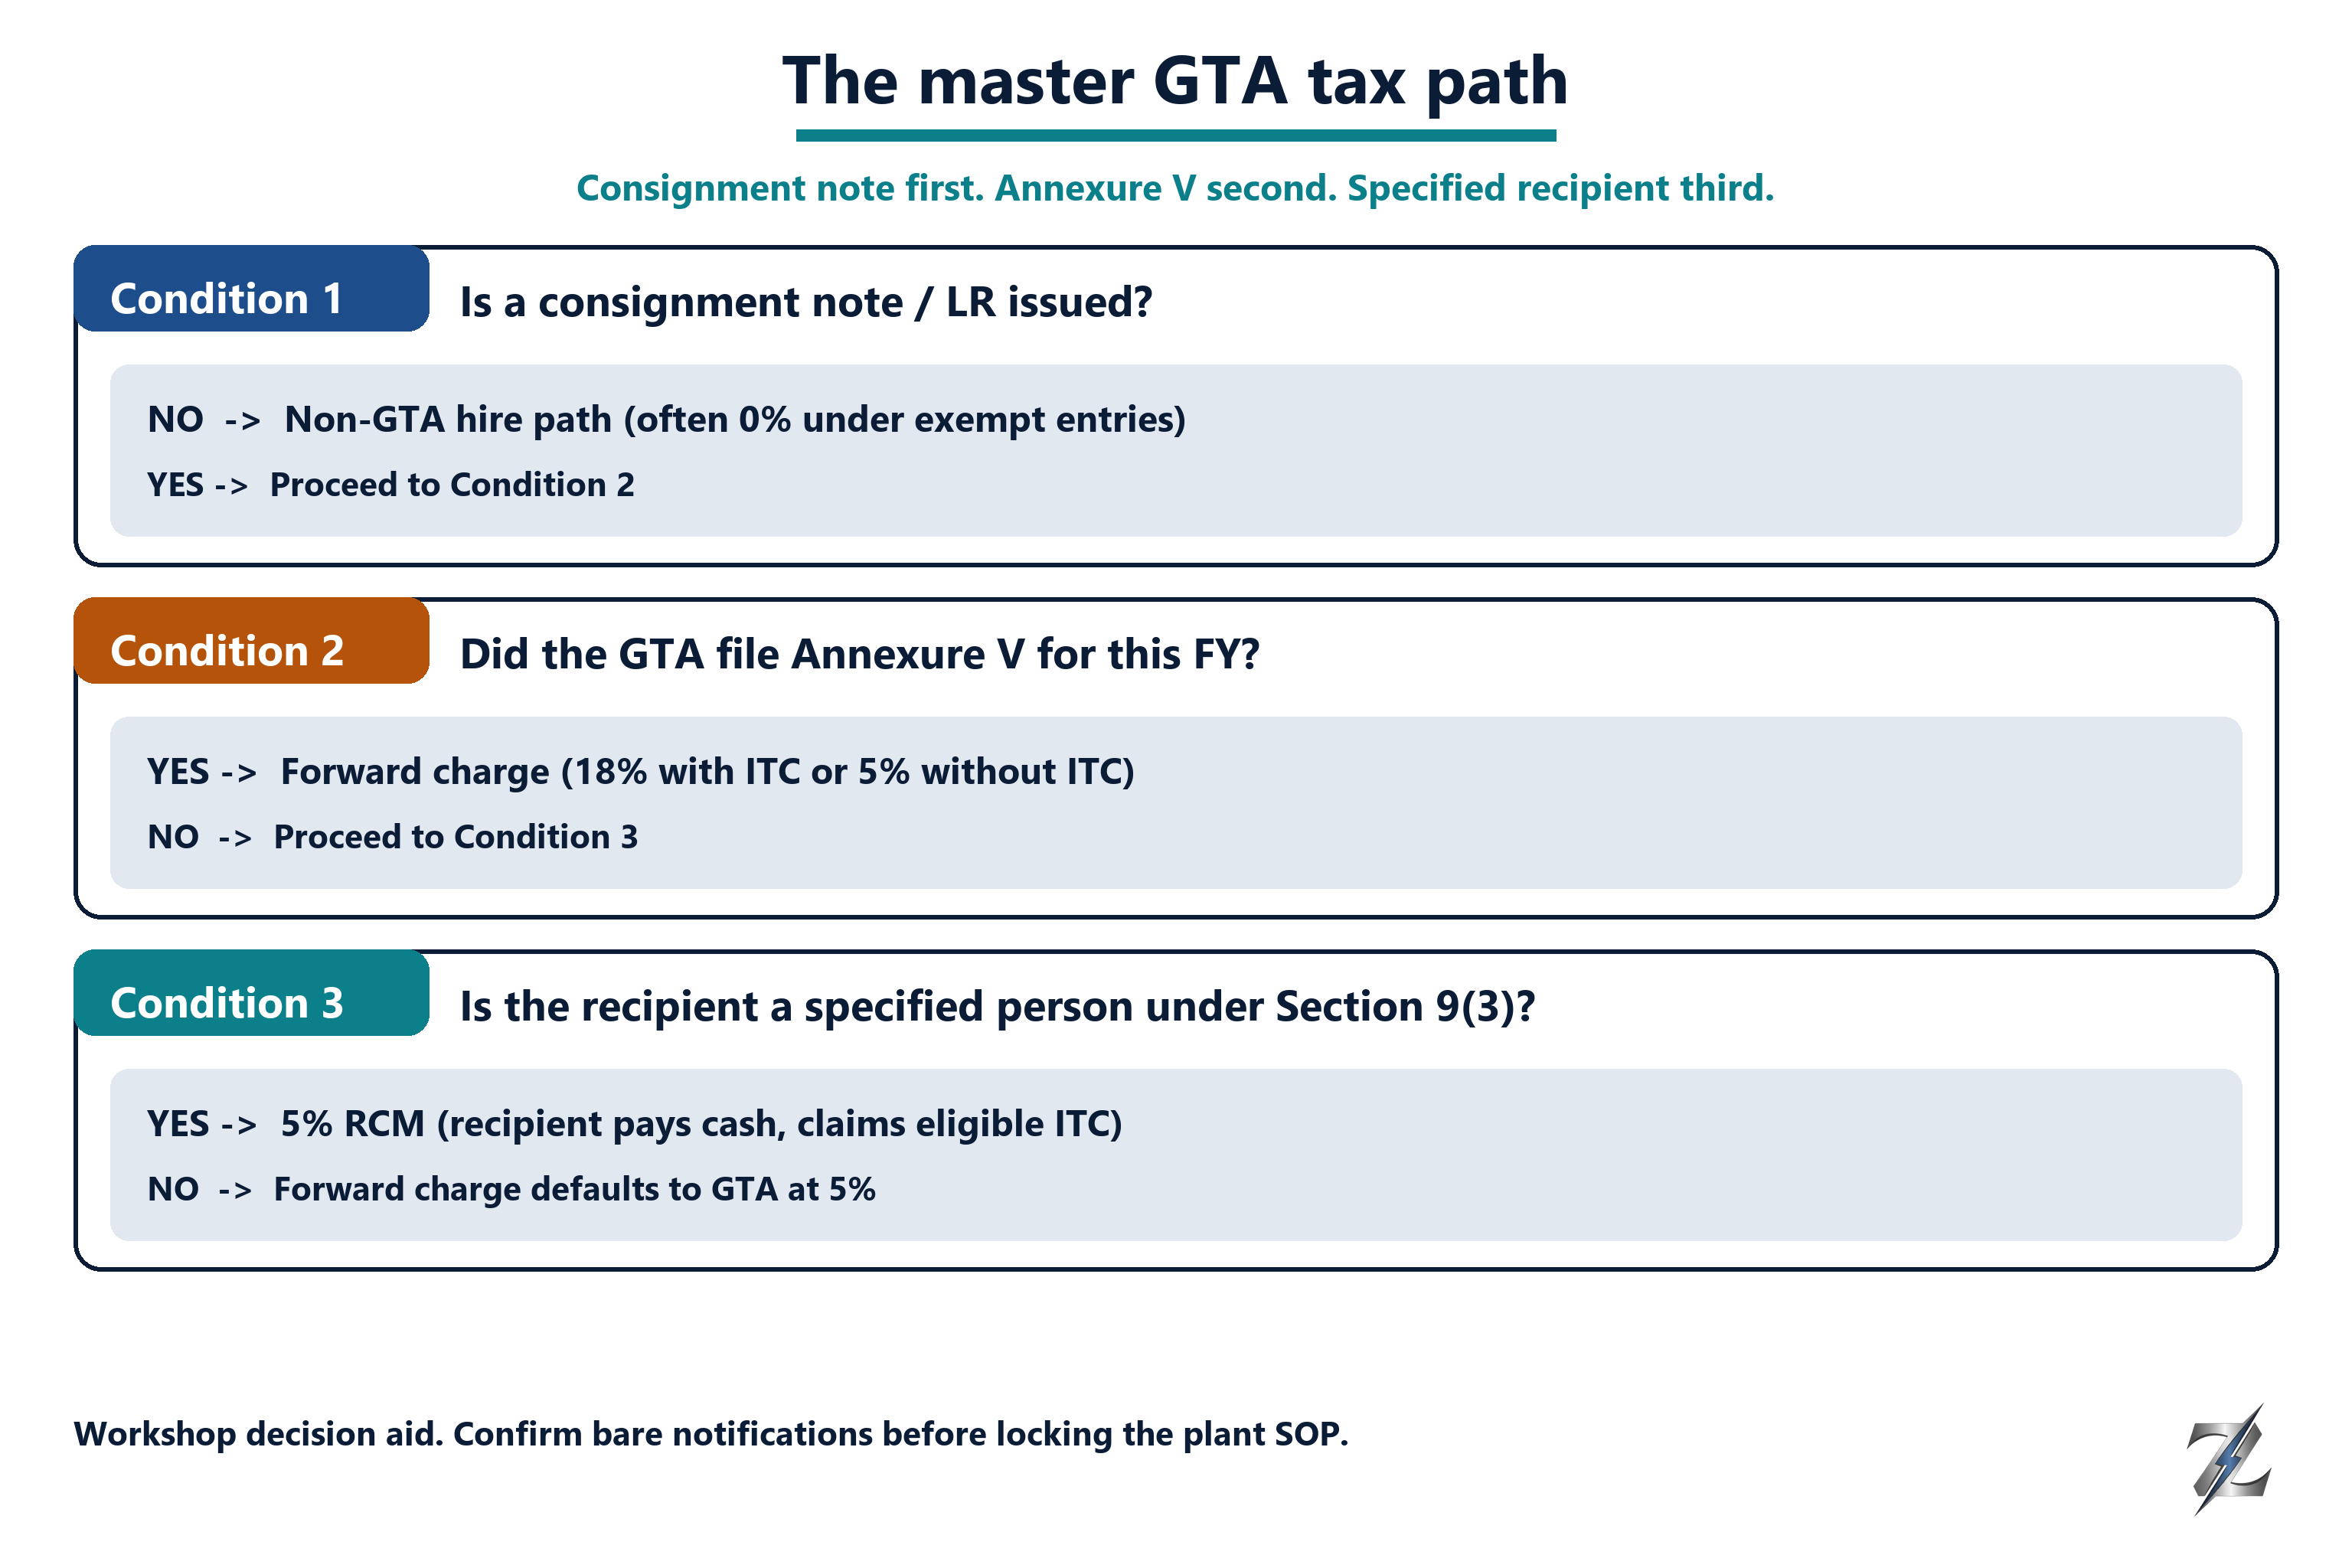 The master GTA tax path
Consignment note first. Annexure V second. Specified recipient third.
Condition 1
Is a consignment note / LR issued?
NO -> Non-GTA hire path (often 0% under exempt entries)
YES -> Proceed to Condition 2
Condition 2
Did the GTA file Annexure V for this FY?
YES -> Forward charge (18% with ITC or 5% without ITC)
NO -> Proceed to Condition 3
Condition 3
Is the recipient a specified person under Section 9(3)?
YES -> 5% RCM (recipient pays cash, claims eligible ITC)
NO -> Forward charge defaults to GTA at 5%
Workshop decision aid. Confirm bare notifications before locking the plant SOP.
Z